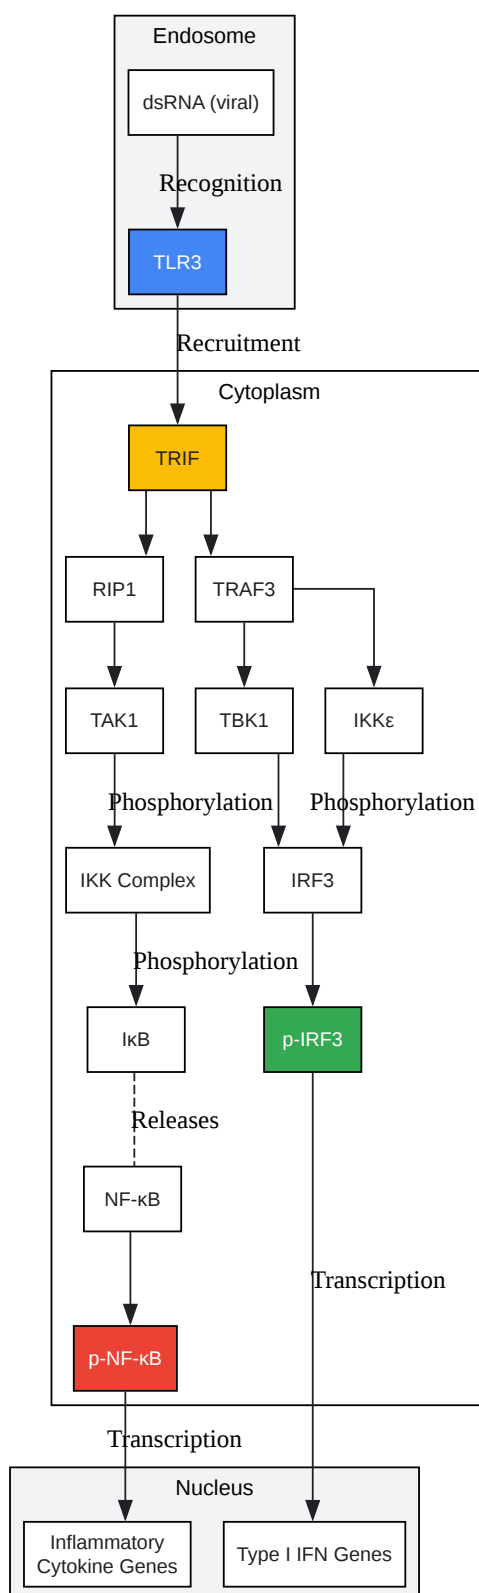 Endosome
dsRNA (viral)
Recognition
TLR3
Recruitment
Cytoplasm
TRIF
RIP1
TRAF3
TAK1
TBK1
IKKε
Phosphorylation
Phosphorylation
IKK Complex
IRF3
Phosphorylation
IκB
p-IRF3
Releases
NF-κB
Transcription
p-NF-κB
Transcription
Nucleus
Inflammatory
Cytokine Genes
Type I IFN Genes